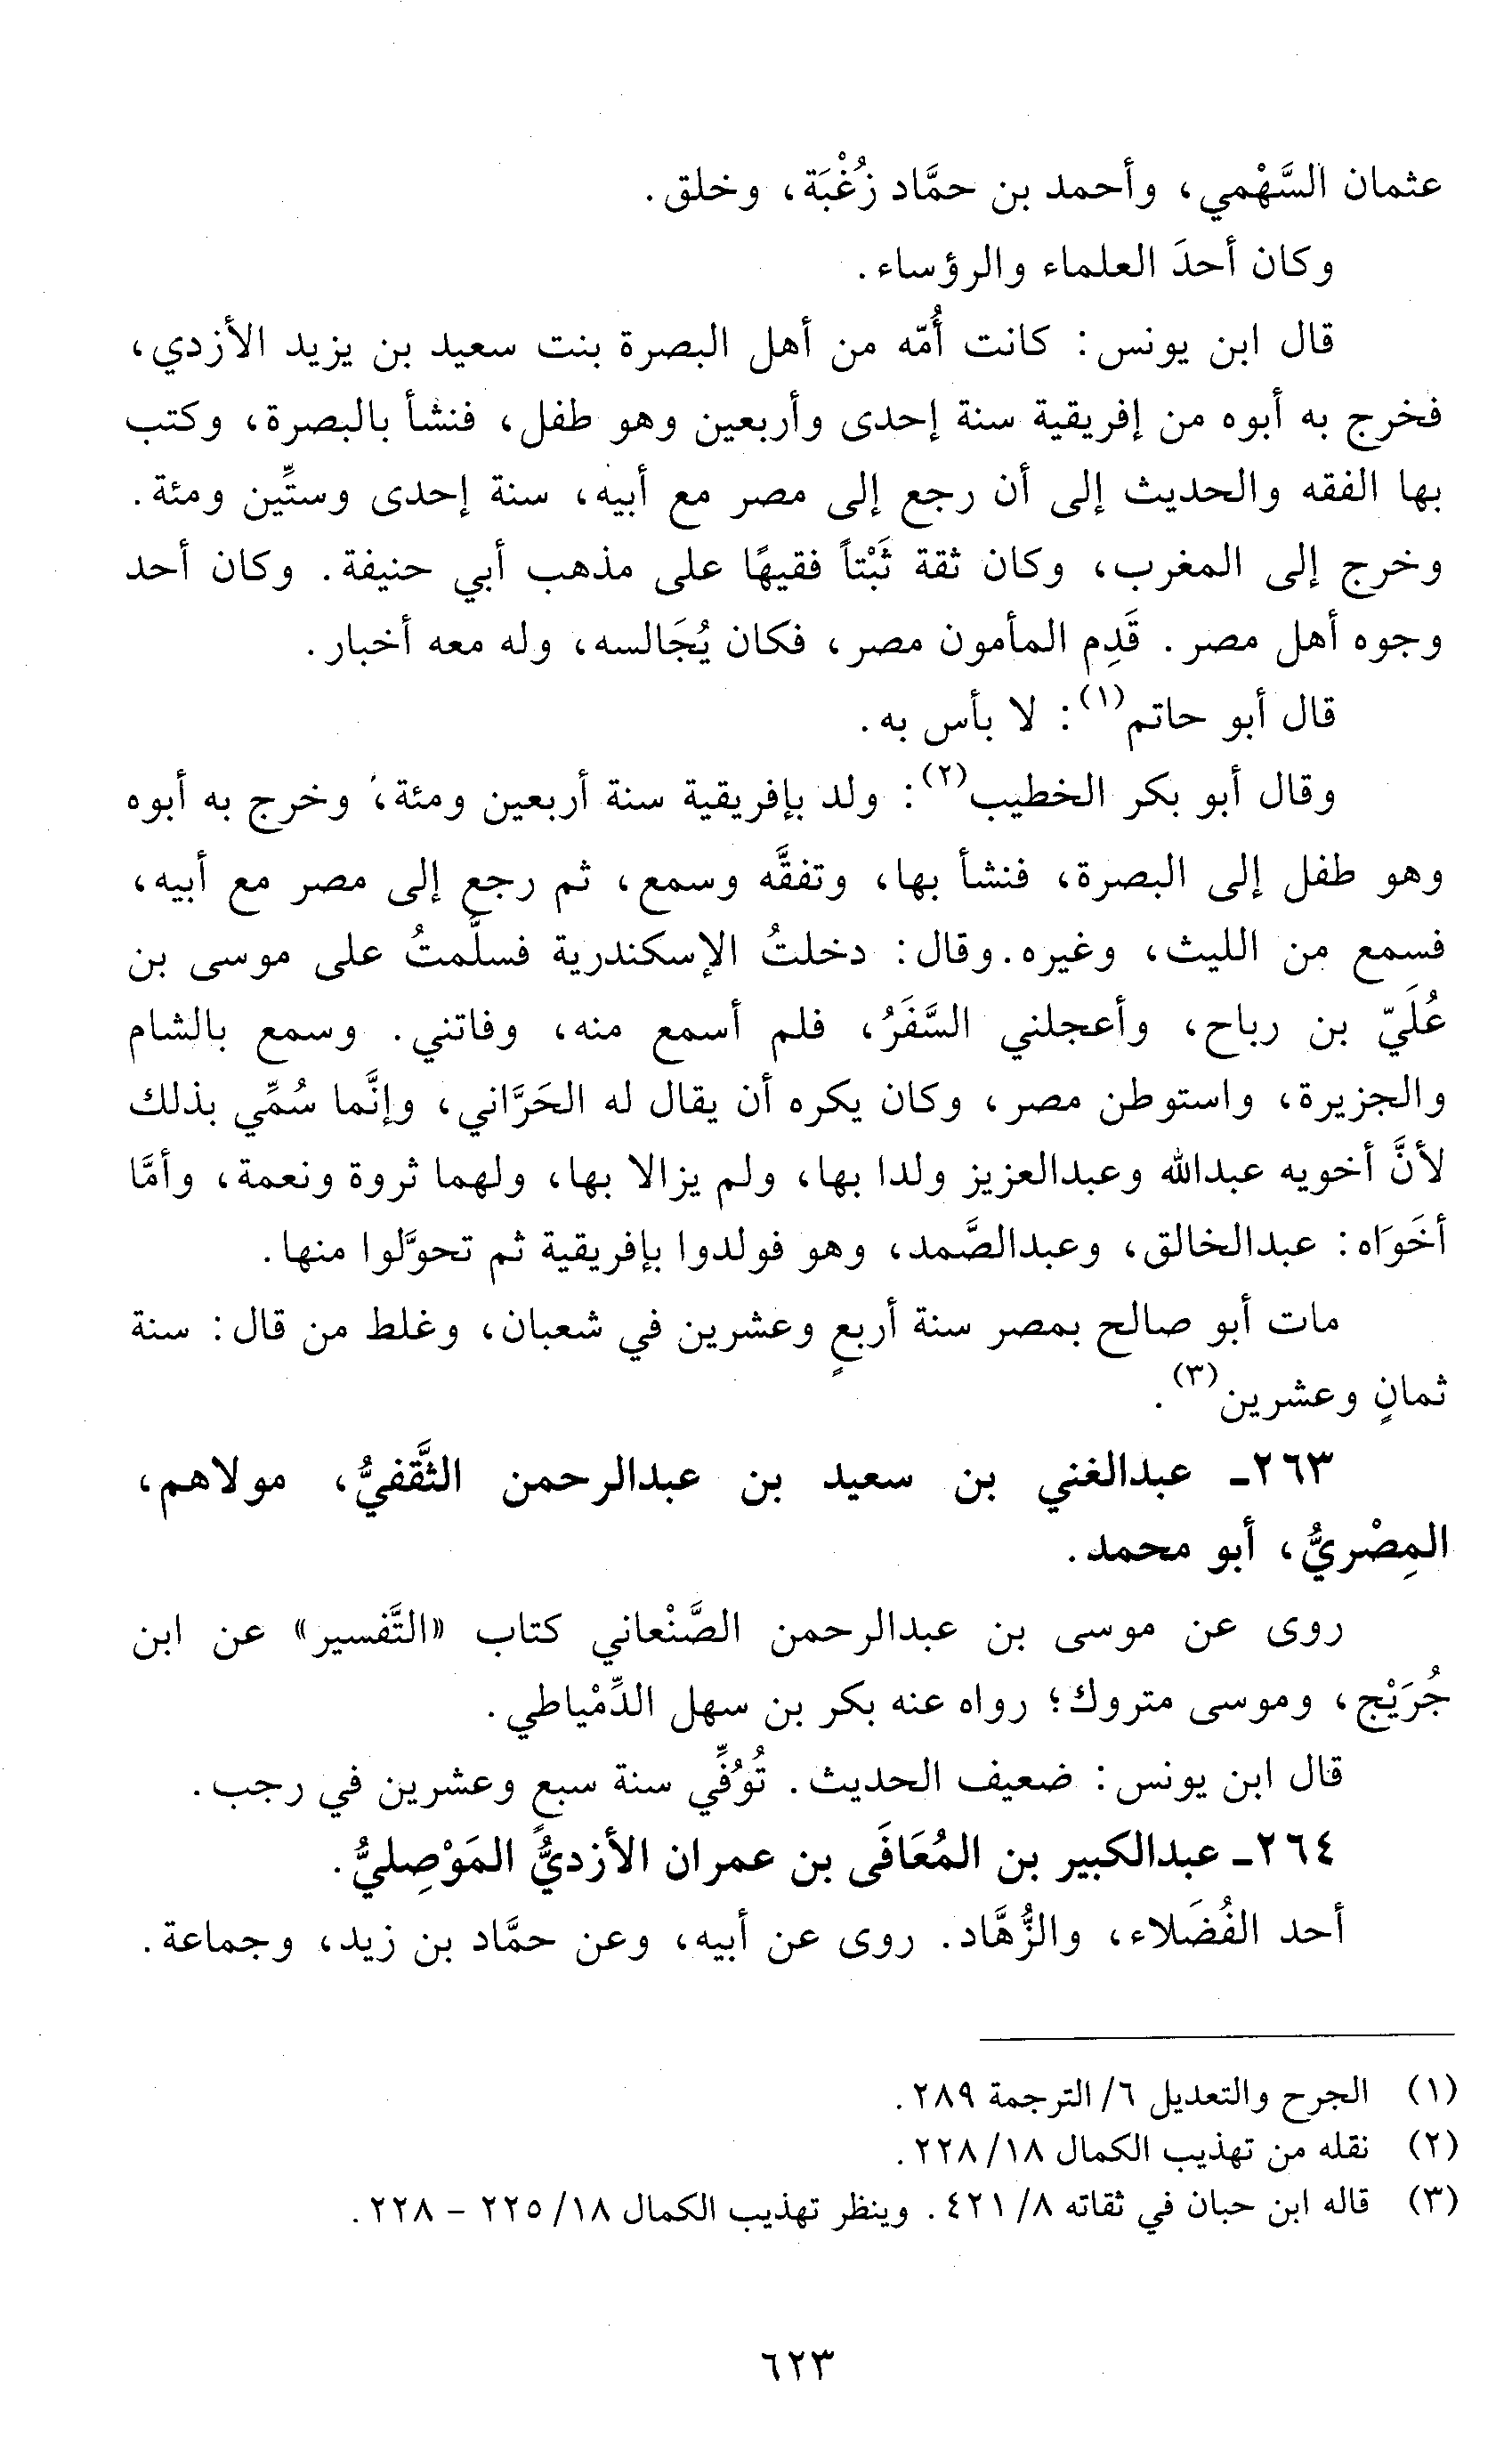 عثمان السَّهْمي، وأحمد بن حمَّاد زُغْبَة، وخلق.
وكان أحدَ العلماء والرؤساء.
قال ابن يونس: كانت أُمّه من أهل البصرة بنت سعيد بن يزيد الأزدي،
فخرج به أبوه من إفريقية سنة إحدى وأربعين وهو طفل، فنشأ بالبصرة، وكتب
بها الفقه والحديث إلى أن رجع إلى مصر مع أبيه، سنة إحدى وستِّين ومئة.
وخرج إلى المغرب، وكان ثقة ثَبْتاً فقيهًا على مذهب أبي حنيفة. وكان أحد
وجوه أهل مصر. قَدِم المأمون مصر، فكان يُجَالسه، وله معه أخبار.
قال أبو حاتم(١): لا بأس به.
وقال أبو بكر الخطيب(٢): ولد بإفريقية سنة أربعين ومئة، وخرج به أبوه
وهو طفل إلى البصرة، فنشأ بها، وتفقَّه وسمع، ثم رجع إلى مصر مع أبيه،
فسمع من الليث، وغيره. وقال: دخلتُ الإسكندرية فسلَّمتُ على موسى بن
عُلَيّ بن رباح، وأعجلني السَّفَرُ، فلم أسمع منه، وفاتني. وسمع بالشام
والجزيرة، واستوطن مصر، وكان يكره أن يقال له الحَرَّاني، وإنَّما سُمِّي بذلك
لأنَّ أخويه عبدالله وعبدالعزيز ولدا بها، ولم يزالا بها، ولهما ثروة ونعمة، وأمَّا
أخَوَاه: عبدالخالق، وعبدالصَّمد، وهو فولدوا بإفريقية ثم تحوَّلوا منها.
مات أبو صالح بمصر سنة أربعٍ وعشرين في شعبان، وغلط من قال: سنة
ثمانٍ وعشرين(٣).
٢٦٣ـ عبدالغني بن سعيد بن عبدالرحمن الثَّقَفيُّ، مولاهم،
المِصْريُّ، أبو محمد.
روى عن موسى بن عبدالرحمن الصَّنْعاني كتاب «التَّفسير» عن ابن
جُرَيْج، وموسى متروك؛ رواه عنه بكر بن سهل الدِّمْياطي.
قال ابن يونس: ضعيف الحديث. تُوُفِّي سنة سبعٍ وعشرين في رجب.
٢٦٤ـ عبدالكبير بن المُعَافَى بن عمران الأزديُّ المَوْصِليُّ.
أحد الفُضَلاء، والزُّهَّاد. روى عن أبيه، وعن حمَّاد بن زيد، وجماعة.
(١) الجرح والتعديل ٦/ الترجمة ٢٨٩.
(٢) نقله من تهذيب الكمال ١٨/ ٢٢٨.
(٣) قاله ابن حبان في ثقاته ٨/ ٤٢١. وينظر تهذيب الكمال ١٨/ ٢٢٥ - ٢٢٨.
٦٢٣